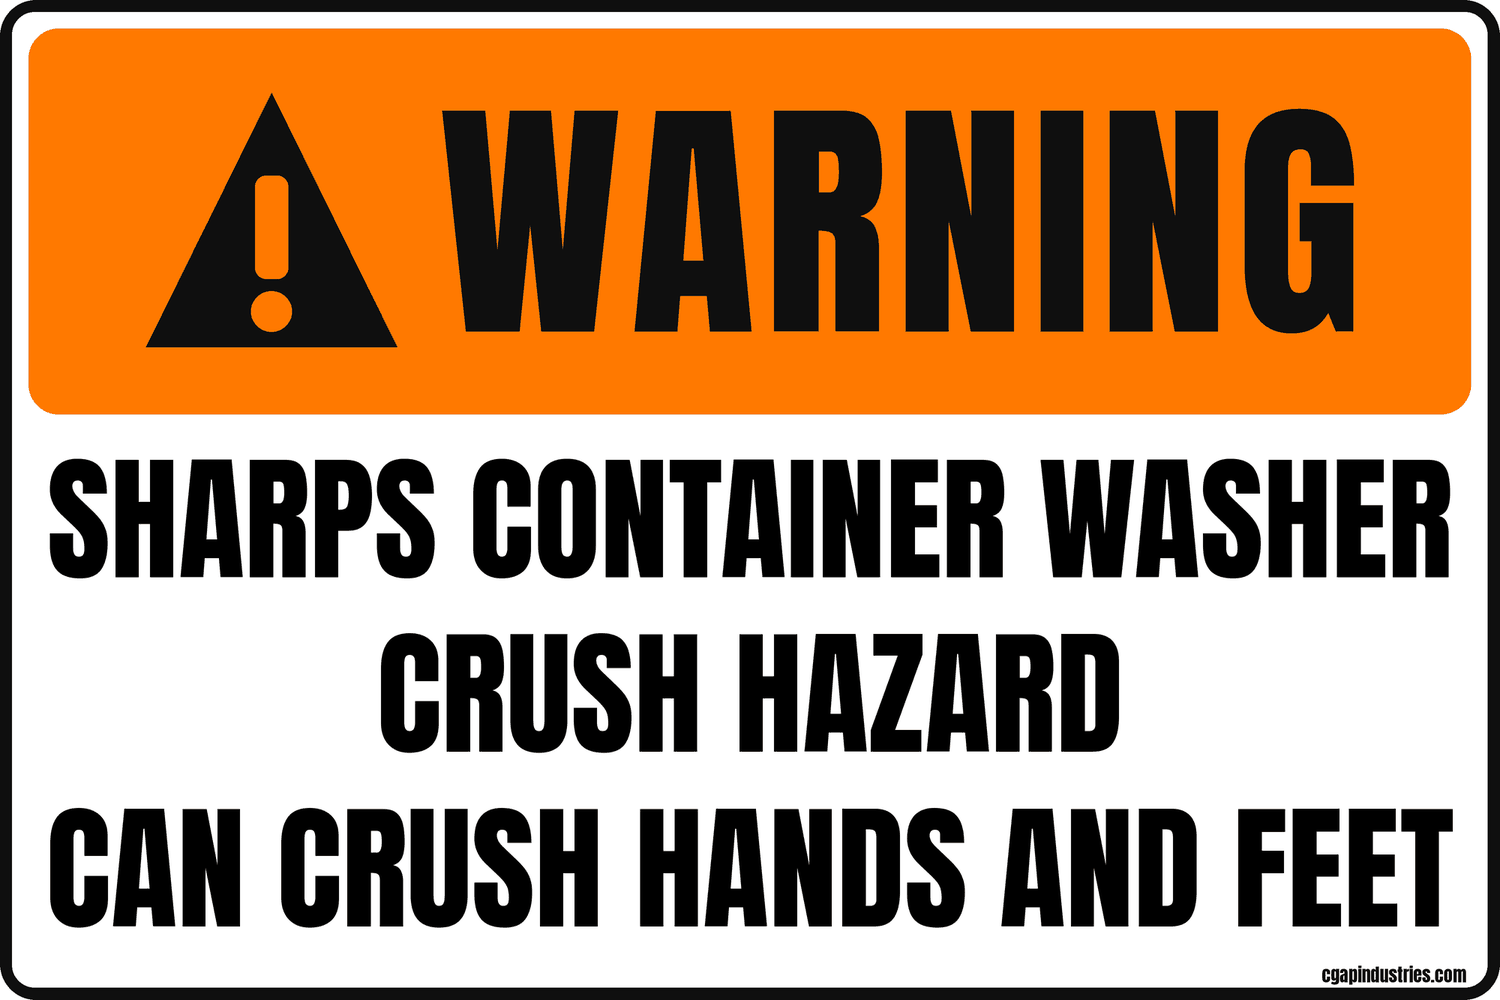 WARNING
SHARPS CONTAINER WASHER
CRUSH HAZARD
CAN CRUSH HANDS AND FEET
cgapindustries.com